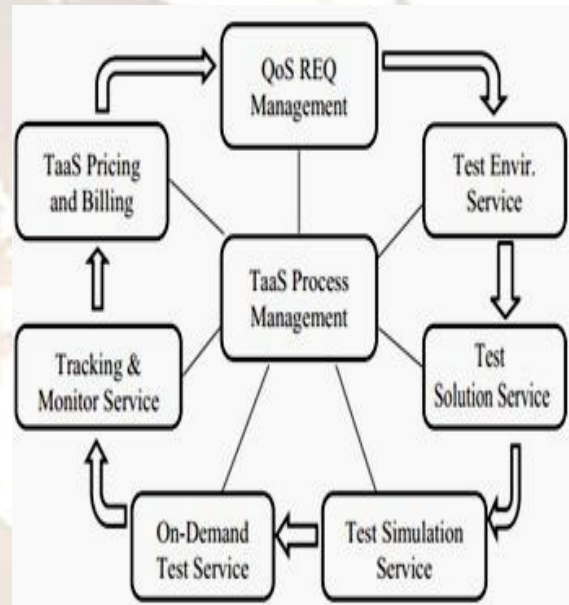 QoS REQ
Management
TaaS Pricing
and Billing
Test Envir.
Service
TaaS Process
Management
Tracking &
Monitor Service
Test
Solution Service
On-Demand
Test Service
Test Simulation
Service